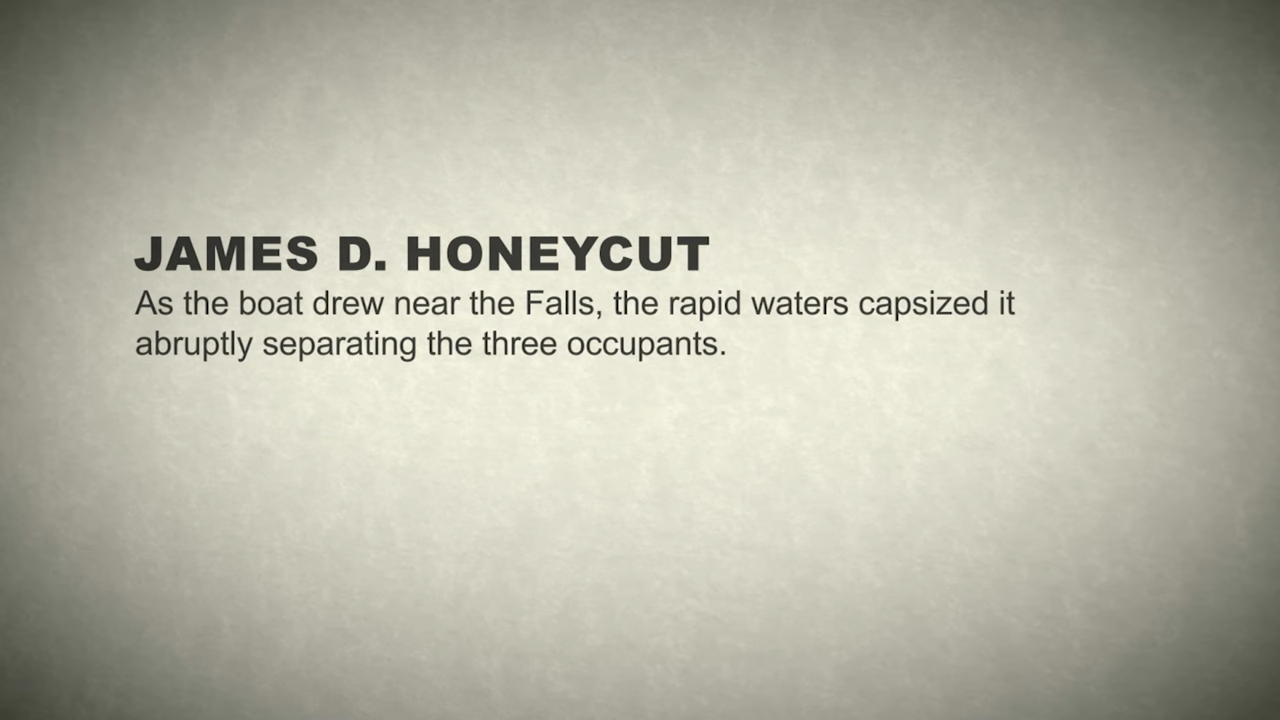 JAMES D. HONEYCUT
As the boat drew near the Falls, the rapid waters capsized it
abruptly separating the three occupants.